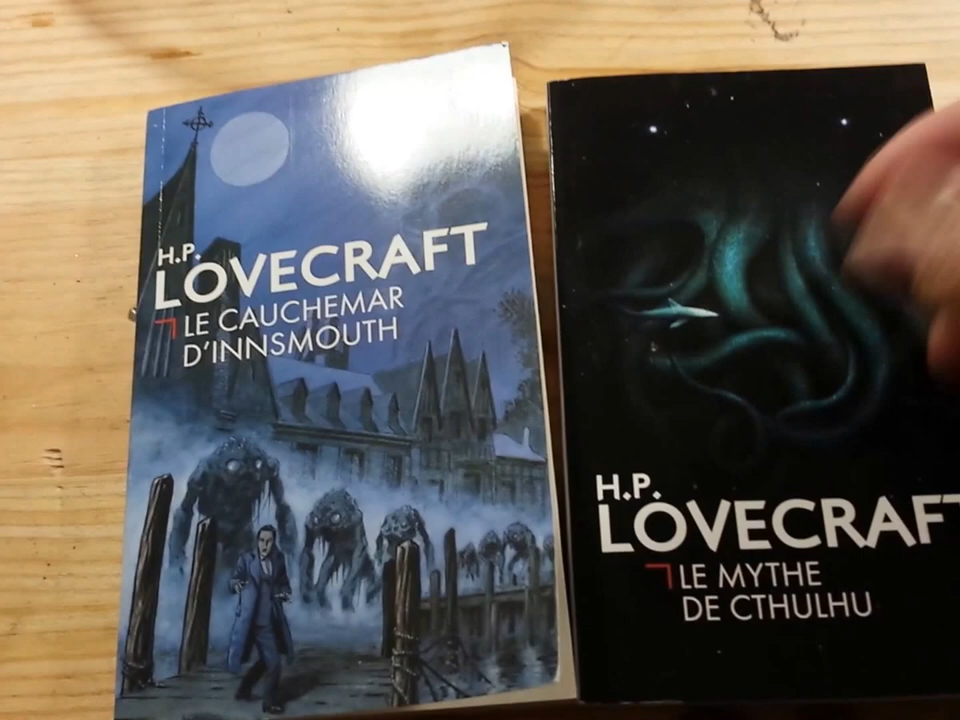 H.P.
LOVECRAFT
LE CAUCHEMAR
D'INNSMOUTH
H.P.
LOVECRAFT
LE MYTHE
DE CTHULHU